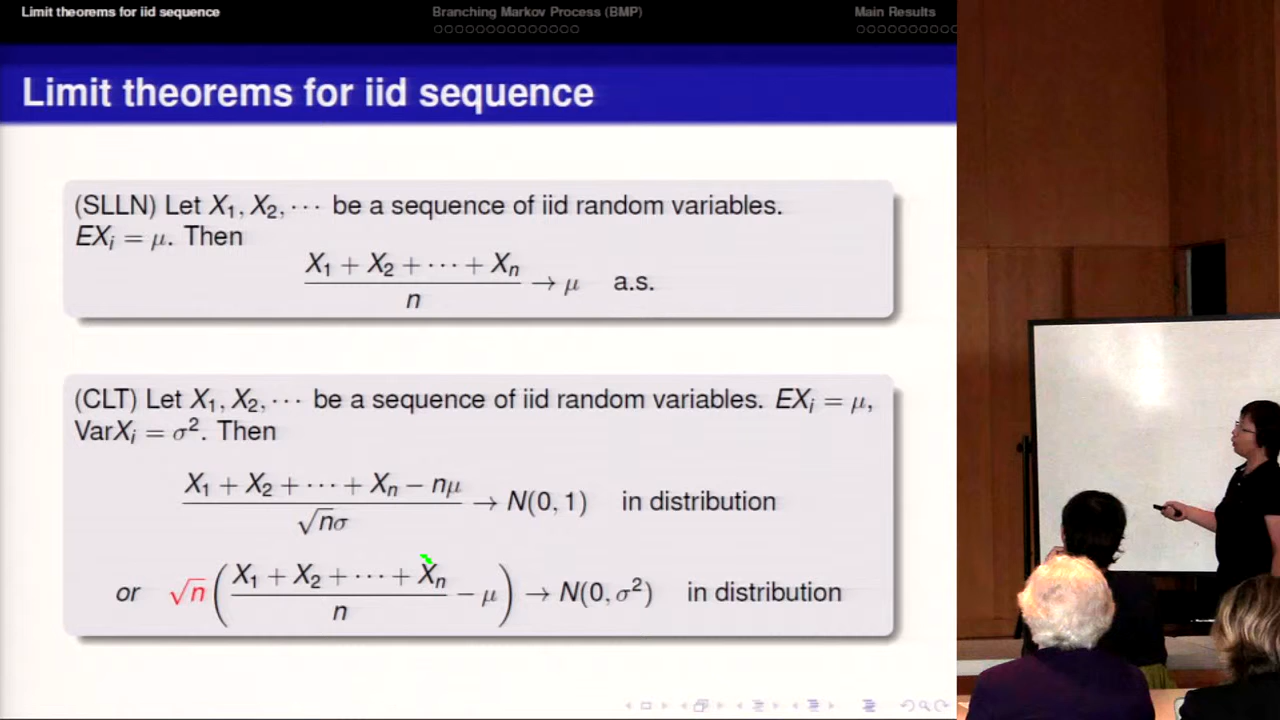 Limit theorems for iid sequence Branching Markov Process (BMP) Main Results
Limit theorems for iid sequence
(SLLN) Let X₁, X₂, ⋯ be a sequence of iid random variables.
EXᵢ = μ. Then
X₁ + X₂ + ⋯ + Xₙ
n
→ μ a.s.
(CLT) Let X₁, X₂, ⋯ be a sequence of iid random variables. EXᵢ = μ,
VarXᵢ = σ². Then
X₁ + X₂ + ⋯ + Xₙ − nμ
√nσ
→ N(0, 1) in distribution
or √n ( X₁ + X₂ + ⋯ + Xₙ
n
− μ ) → N(0, σ²) in distribution